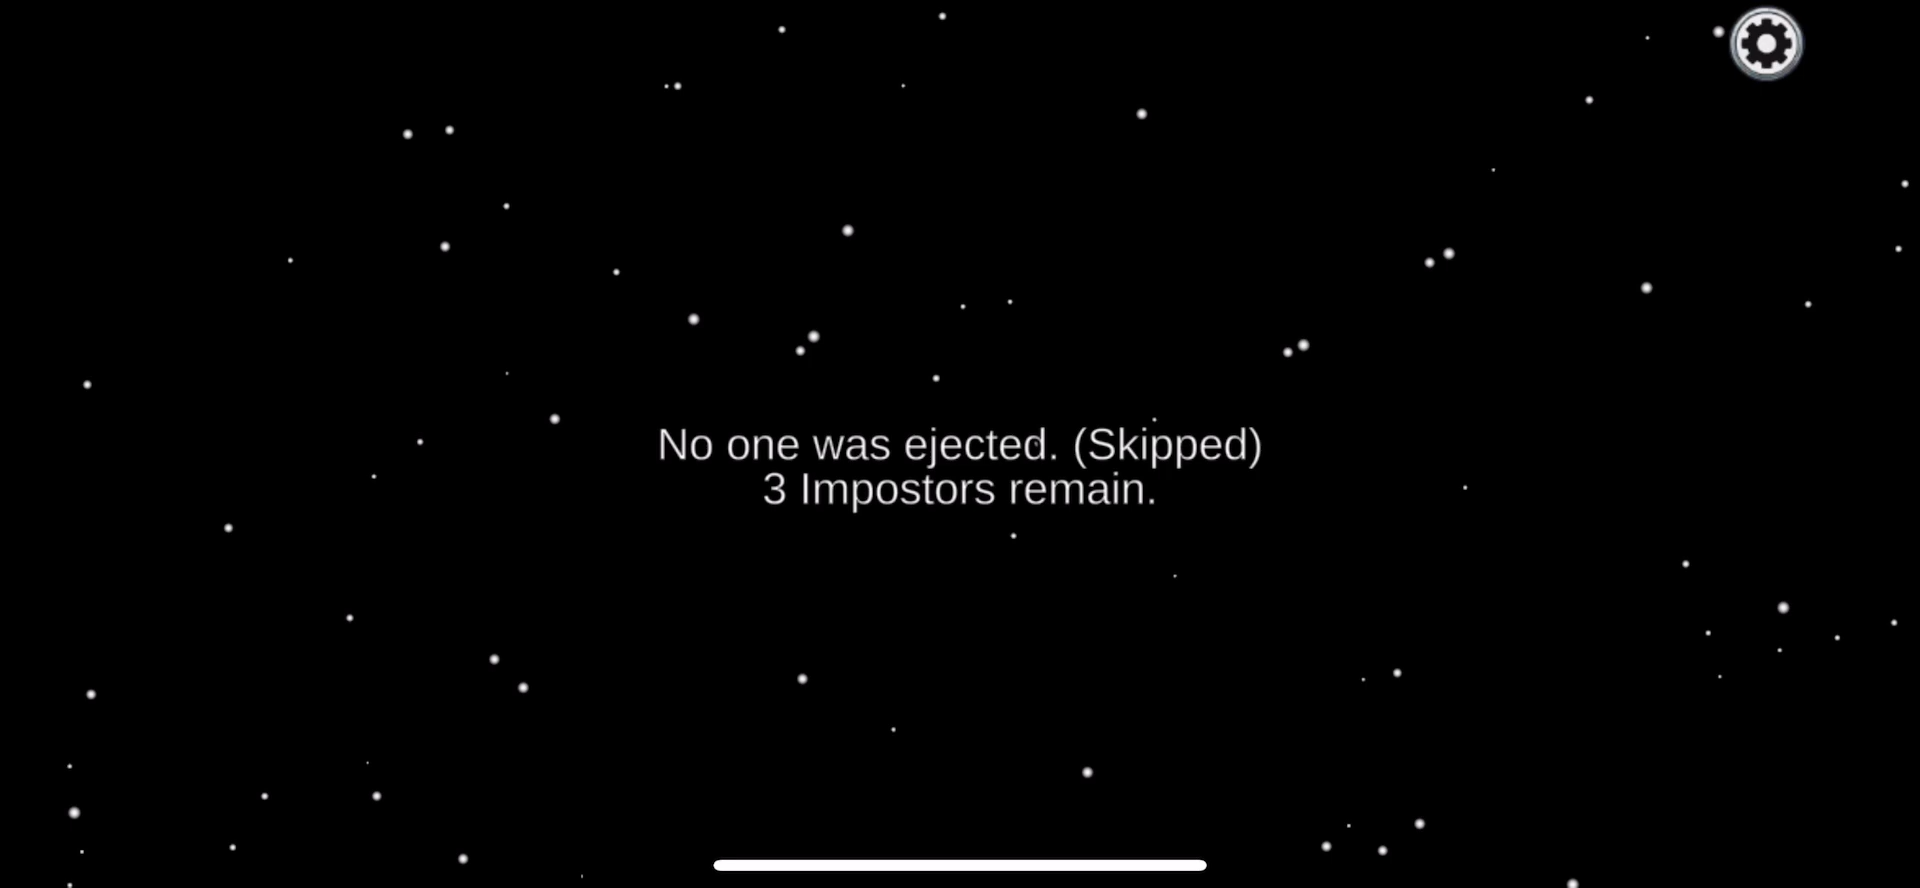 No one was ejected. (Skipped)
3 Impostors remain.